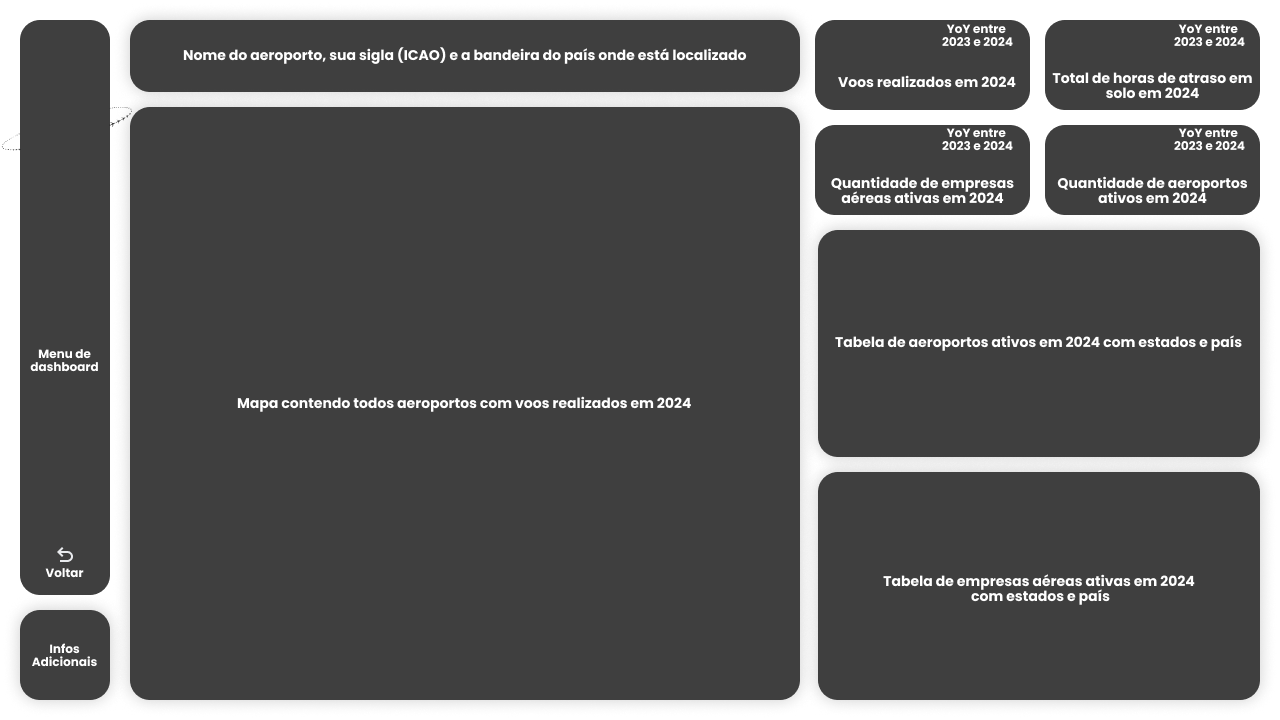 Nome do aeroporto, sua sigla (ICAO) e a bandeira do país onde está localizado
YoY entre
2023 e 2024
Voos realizados em 2024
YoY entre
2023 e 2024
Total de horas de atraso em
solo em 2024
YoY entre
2023 e 2024
Quantidade de empresas
aéreas ativas em 2024
YoY entre
2023 e 2024
Quantidade de aeroportos
ativos em 2024
Menu de
dashboard
Mapa contendo todos aeroportos com voos realizados em 2024
Tabela de aeroportos ativos em 2024 com estados e país
Tabela de empresas aéreas ativas em 2024
com estados e país
Voltar
Infos
Adicionais